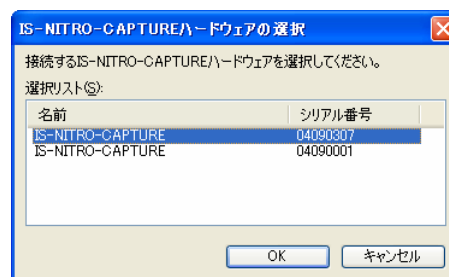 IS-NITRO-CAPTUREハードウェアの選択
接続するIS-NITRO-CAPTUREハードウェアを選択してください。
選択リスト(S):
名前 シリアル番号
IS-NITRO-CAPTURE 04090307
IS-NITRO-CAPTURE 04090001
OK キャンセル